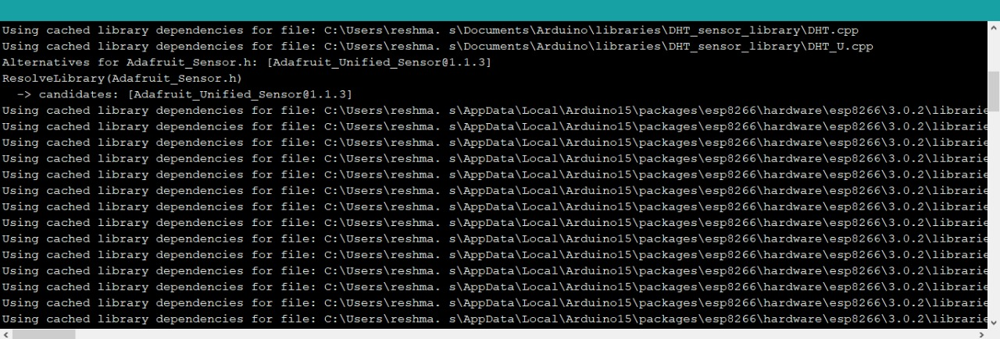 Using cached library dependencies for file: C:\Users\reshma. s\Documents\Arduino\libraries\DHT_sensor_library\DHT.cpp
Using cached library dependencies for file: C:\Users\reshma. s\Documents\Arduino\libraries\DHT_sensor_library\DHT_U.cpp
Alternatives for Adafruit_Sensor.h: [Adafruit_Unified_Sensor@1.1.3]
ResolveLibrary(Adafruit_Sensor.h)
  -> candidates: [Adafruit_Unified_Sensor@1.1.3]
Using cached library dependencies for file: C:\Users\reshma. s\AppData\Local\Arduino15\packages\esp8266\hardware\esp8266\3.0.2\librarie
Using cached library dependencies for file: C:\Users\reshma. s\AppData\Local\Arduino15\packages\esp8266\hardware\esp8266\3.0.2\librarie
Using cached library dependencies for file: C:\Users\reshma. s\AppData\Local\Arduino15\packages\esp8266\hardware\esp8266\3.0.2\librarie
Using cached library dependencies for file: C:\Users\reshma. s\AppData\Local\Arduino15\packages\esp8266\hardware\esp8266\3.0.2\librarie
Using cached library dependencies for file: C:\Users\reshma. s\AppData\Local\Arduino15\packages\esp8266\hardware\esp8266\3.0.2\librarie
Using cached library dependencies for file: C:\Users\reshma. s\AppData\Local\Arduino15\packages\esp8266\hardware\esp8266\3.0.2\librarie
Using cached library dependencies for file: C:\Users\reshma. s\AppData\Local\Arduino15\packages\esp8266\hardware\esp8266\3.0.2\librarie
Using cached library dependencies for file: C:\Users\reshma. s\AppData\Local\Arduino15\packages\esp8266\hardware\esp8266\3.0.2\librarie
Using cached library dependencies for file: C:\Users\reshma. s\AppData\Local\Arduino15\packages\esp8266\hardware\esp8266\3.0.2\librarie
Using cached library dependencies for file: C:\Users\reshma. s\AppData\Local\Arduino15\packages\esp8266\hardware\esp8266\3.0.2\librarie
Using cached library dependencies for file: C:\Users\reshma. s\AppData\Local\Arduino15\packages\esp8266\hardware\esp8266\3.0.2\librarie
Using cached library dependencies for file: C:\Users\reshma. s\AppData\Local\Arduino15\packages\esp8266\hardware\esp8266\3.0.2\librarie
Using cached library dependencies for file: C:\Users\reshma. s\AppData\Local\Arduino15\packages\esp8266\hardware\esp8266\3.0.2\librarie
Using cached library dependencies for file: C:\Users\reshma. s\AppData\Local\Arduino15\packages\esp8266\hardware\esp8266\3.0.2\librarie